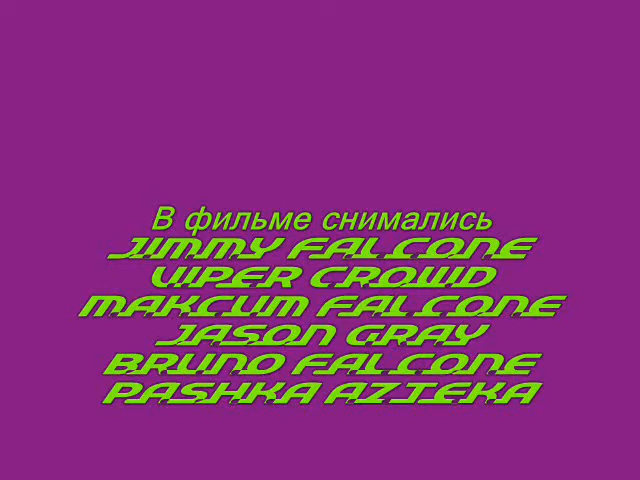 В фильме снимались
JIMMY FALCONE
VIPER CROWD
MAKCUM FALCONE
JASON GRAY
BRUNO FALCONE
PASHKA AZTEKA